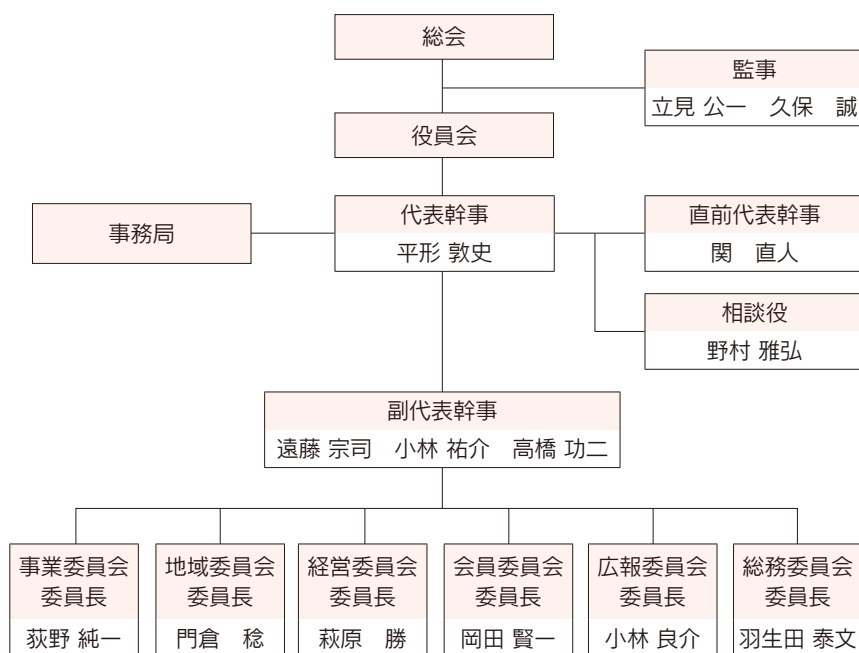 総会
監事
立見 公一　久保　誠
役員会
事務局
代表幹事
平形 敦史
直前代表幹事
関　直人
相談役
野村 雅弘
副代表幹事
遠藤 宗司　小林 祐介　高橋 功二
事業委員会
委員長
荻野 純一
地域委員会
委員長
門倉　稔
経営委員会
委員長
萩原　勝
会員委員会
委員長
岡田 賢一
広報委員会
委員長
小林 良介
総務委員会
委員長
羽生田 泰文